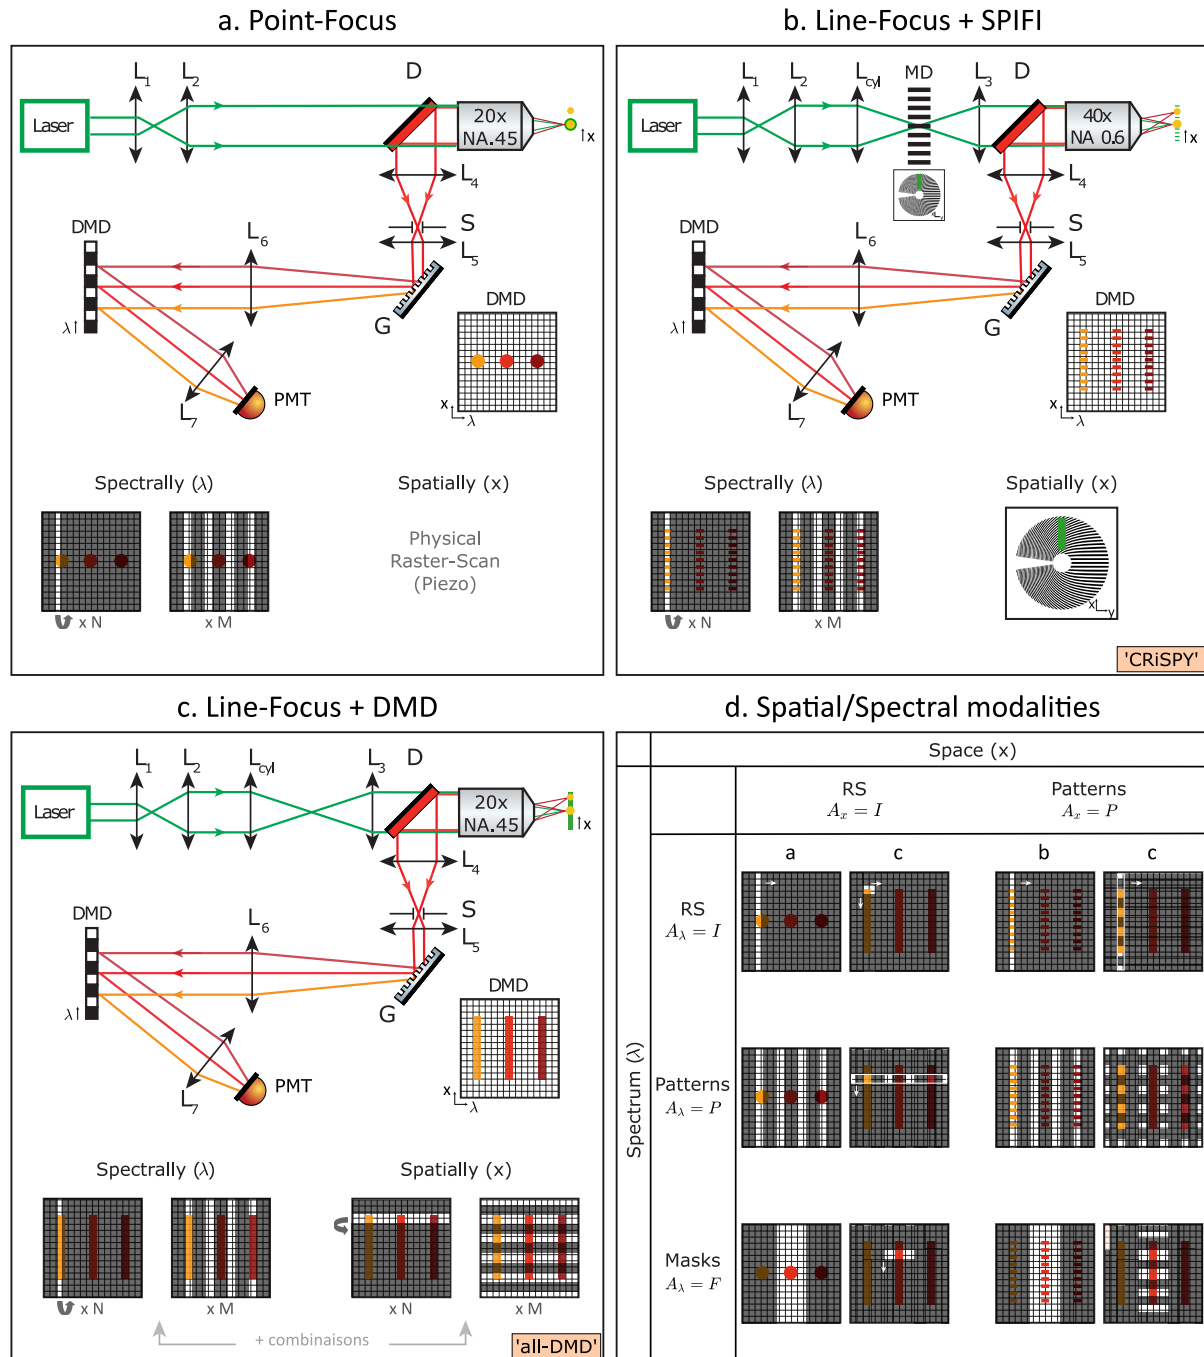 a. Point-Focus
L1 L2 D
Laser
20x
NA.45
x
L4
S
L5
DMD
L6
λ
G
DMD
x
λ
L7
PMT
Spectrally (λ)
Spatially (x)
Physical
Raster-Scan
(Piezo)
x N
x M
b. Line-Focus + SPIFI
L1 L2 Lcyl MD L3 D
Laser
40x
NA 0.6
x
L4
S
L5
DMD
L6
λ
G
DMD
x
λ
L7
PMT
Spectrally (λ)
Spatially (x)
x
y
x N
x M
'CRiSPY'
c. Line-Focus + DMD
L1 L2 Lcyl L3 D
Laser
20x
NA.45
x
L4
S
L5
DMD
L6
λ
G
DMD
x
λ
L7
PMT
Spectrally (λ)
Spatially (x)
x N
x M
x N
x M
+ combinaisons
'all-DMD'
d. Spatial/Spectral modalities
Space (x)
RS
Ax = I
Patterns
Ax = P
a c b c
Spectrum (λ)
RS
Aλ = I
Patterns
Aλ = P
Masks
Aλ = F